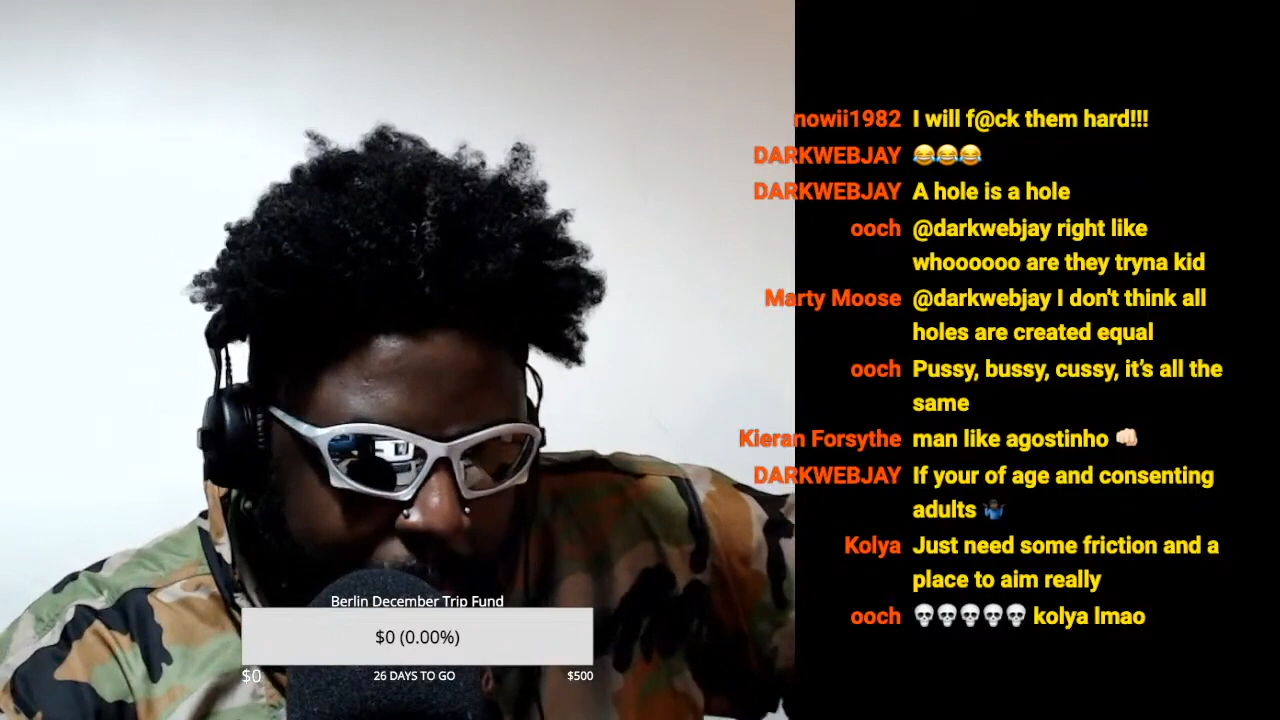 nowii1982 I will f@ck them hard!!!
DARKWEBJAY 😂😂😂
DARKWEBJAY A hole is a hole
ooch @darkwebjay right like
whoooooo are they tryna kid
Marty Moose @darkwebjay I don't think all
holes are created equal
ooch Pussy, bussy, cussy, it’s all the
same
Kieran Forsythe man like agostinho 👊🏻
DARKWEBJAY If your of age and consenting
adults 🤷🏿‍♂️
Kolya Just need some friction and a
place to aim really
ooch 💀💀💀💀💀 kolya lmao
Berlin December Trip Fund
$0 (0.00%)
$0 26 DAYS TO GO $500